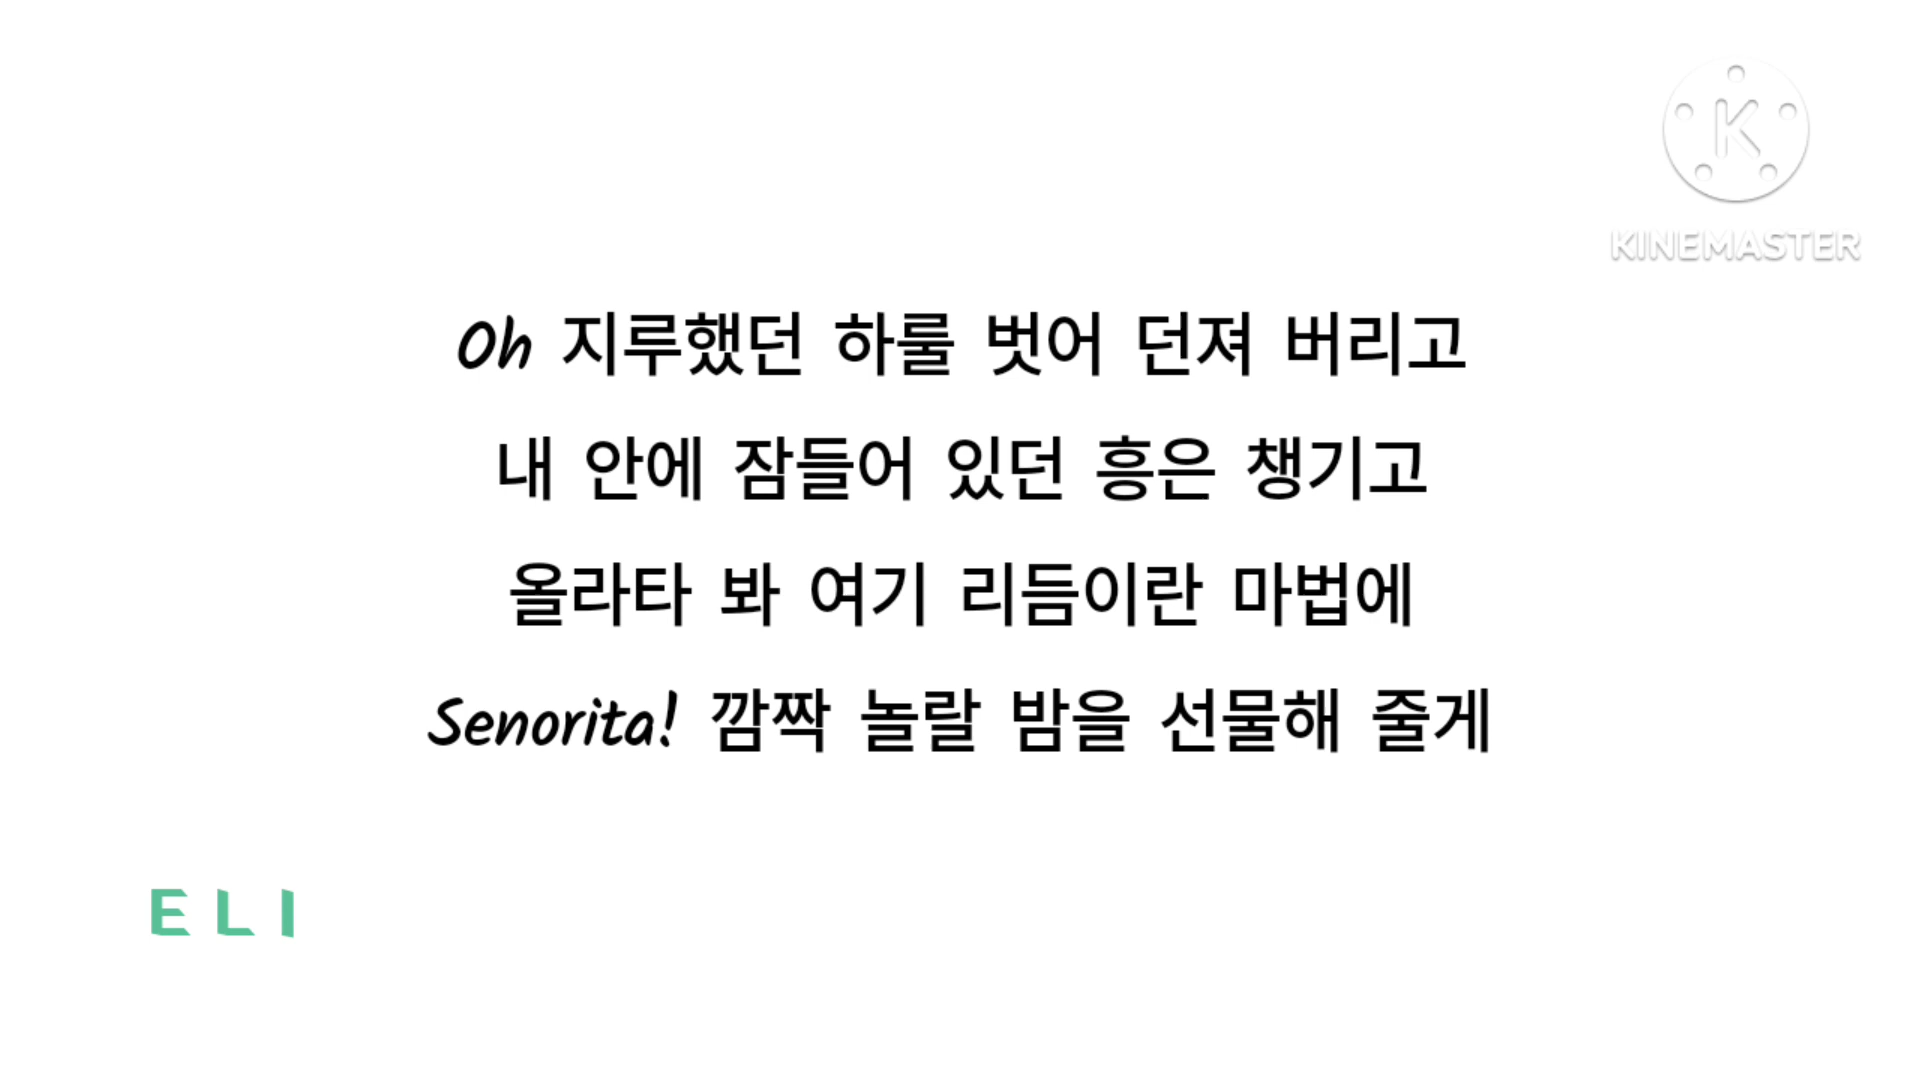 KINEMASTER
Oh 지루했던 하룰 벗어 던져 버리고
내 안에 잠들어 있던 흥은 챙기고
올라타 봐 여기 리듬이란 마법에
Senorita! 깜짝 놀랄 밤을 선물해 줄게
ELI